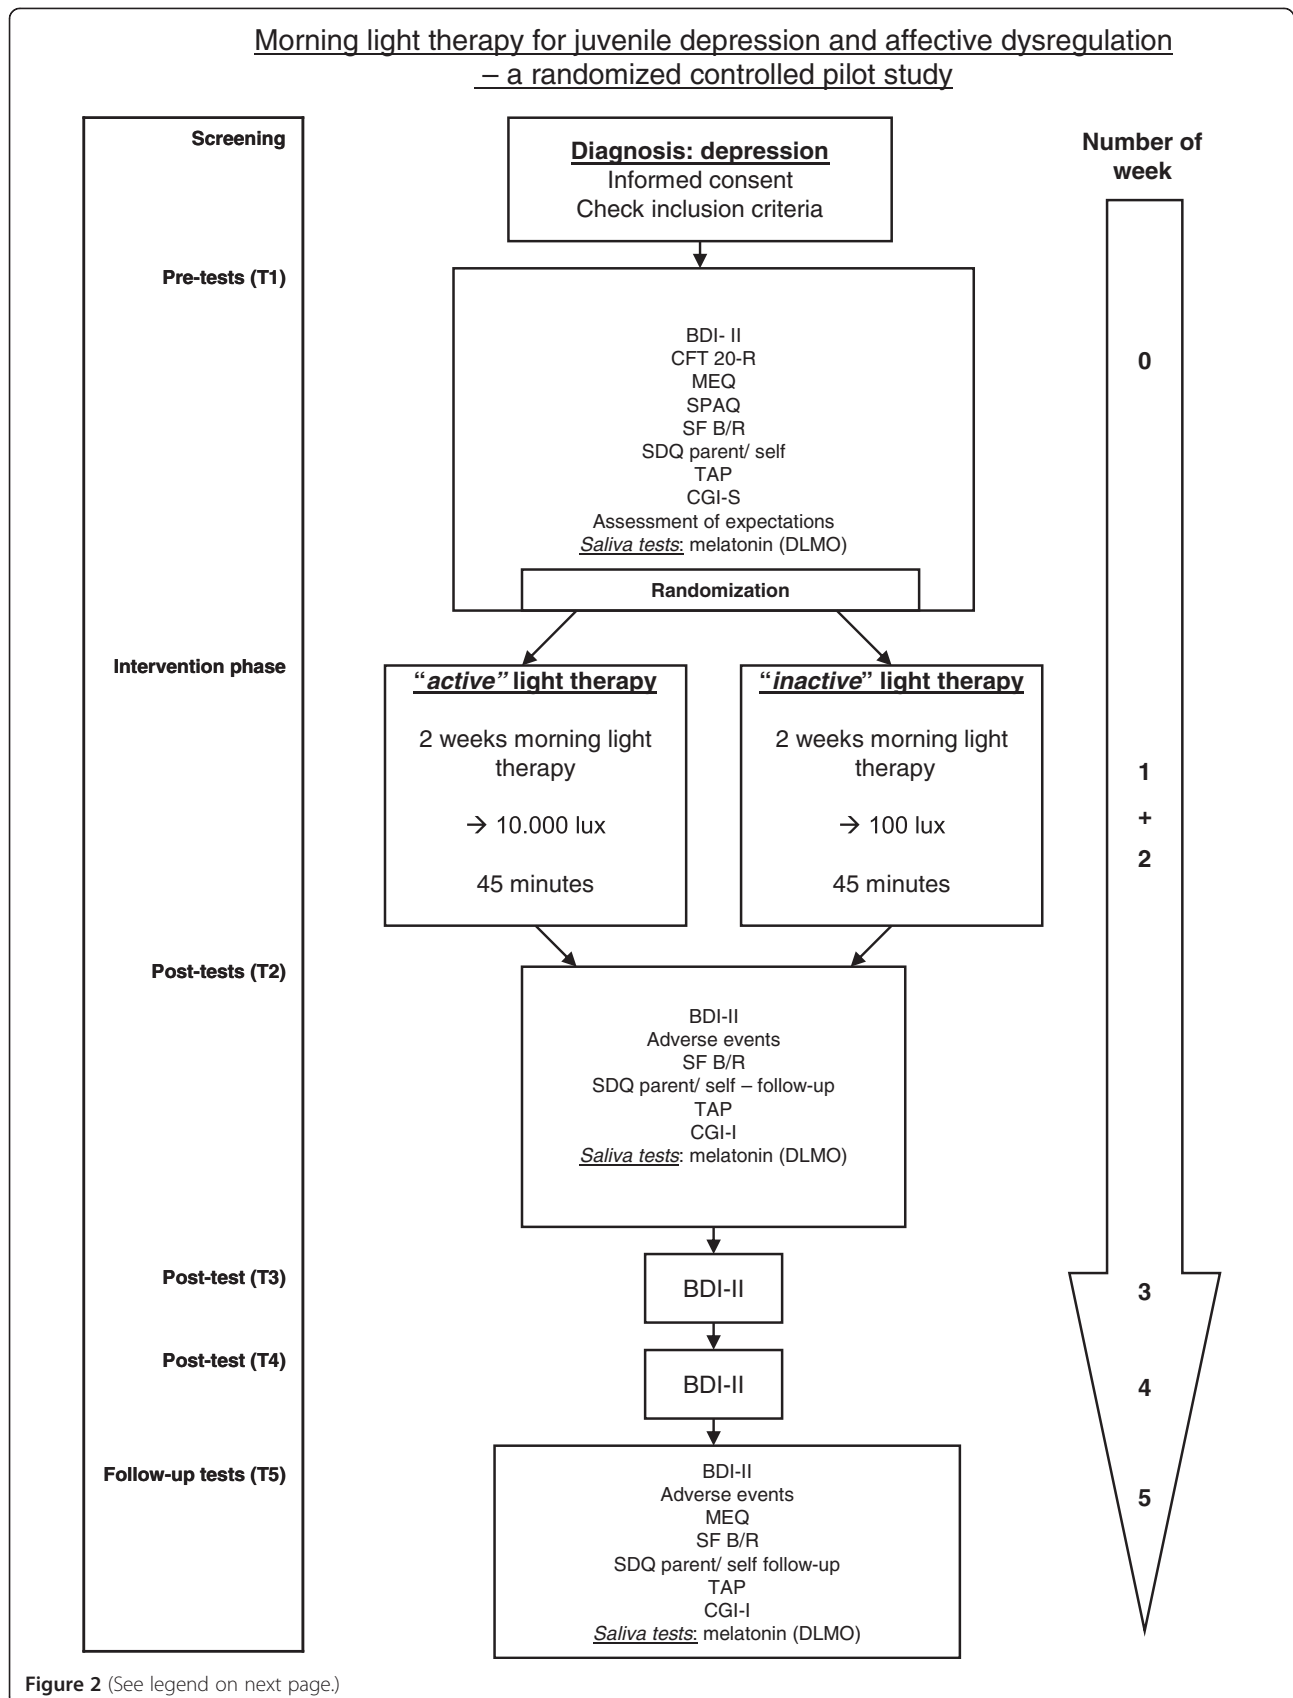 Morning light therapy for juvenile depression and affective dysregulation
– a randomized controlled pilot study
Screening
Diagnosis: depression
Informed consent
Check inclusion criteria
Number of
week
Pre-tests (T1)
BDI- II
CFT 20-R
MEQ
SPAQ
SF B/R
SDQ parent/ self
TAP
CGI-S
Assessment of expectations
Saliva tests: melatonin (DLMO)
Randomization
0
Intervention phase
“active” light therapy
2 weeks morning light
therapy
→ 10.000 lux
45 minutes
“inactive” light therapy
2 weeks morning light
therapy
→ 100 lux
45 minutes
1
+
2
Post-tests (T2)
BDI-II
Adverse events
SF B/R
SDQ parent/ self – follow-up
TAP
CGI-I
Saliva tests: melatonin (DLMO)
Post-test (T3)
BDI-II
3
Post-test (T4)
BDI-II
4
Follow-up tests (T5)
BDI-II
Adverse events
MEQ
SF B/R
SDQ parent/ self follow-up
TAP
CGI-I
Saliva tests: melatonin (DLMO)
5
Figure 2 (See legend on next page.)